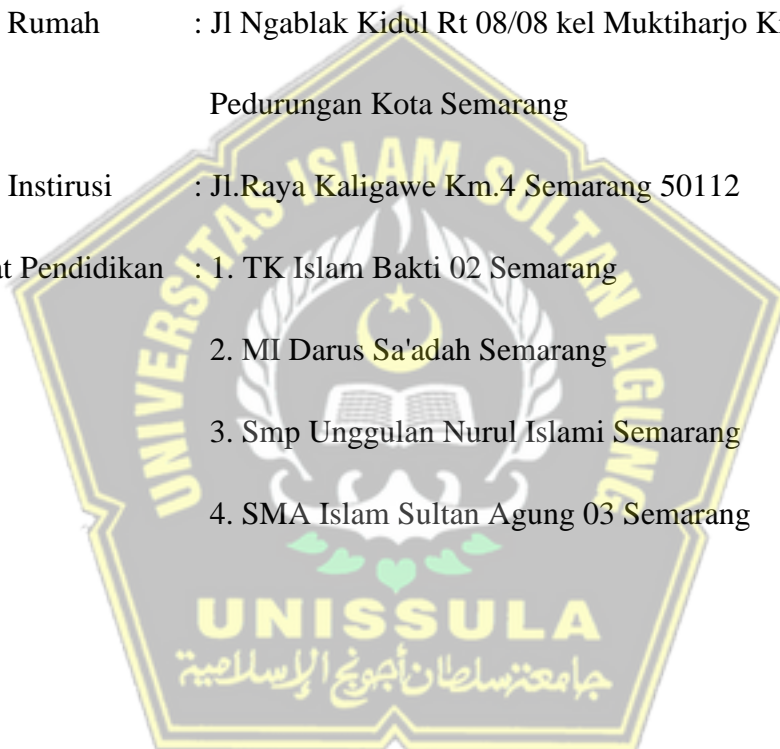 Rumah : Jl Ngablak Kidul Rt 08/08 kel Muktiharjo
Pedurungan Kota Semarang
Instirusi : Jl.Raya Kaligawe Km.4 Semarang 50112
Pendidikan : 1. TK Islam Bakti 02 Semarang
2. MI Darus Sa'adah Semarang
3. Smp Unggulan Nurul Islami Semarang
4. SMA Islam Sultan Agung 03 Semarang
UNIVERSITAS ISLAM SULTAN AGUNG
UNISSULA
جامعة سلطان أجونج الإسلامية